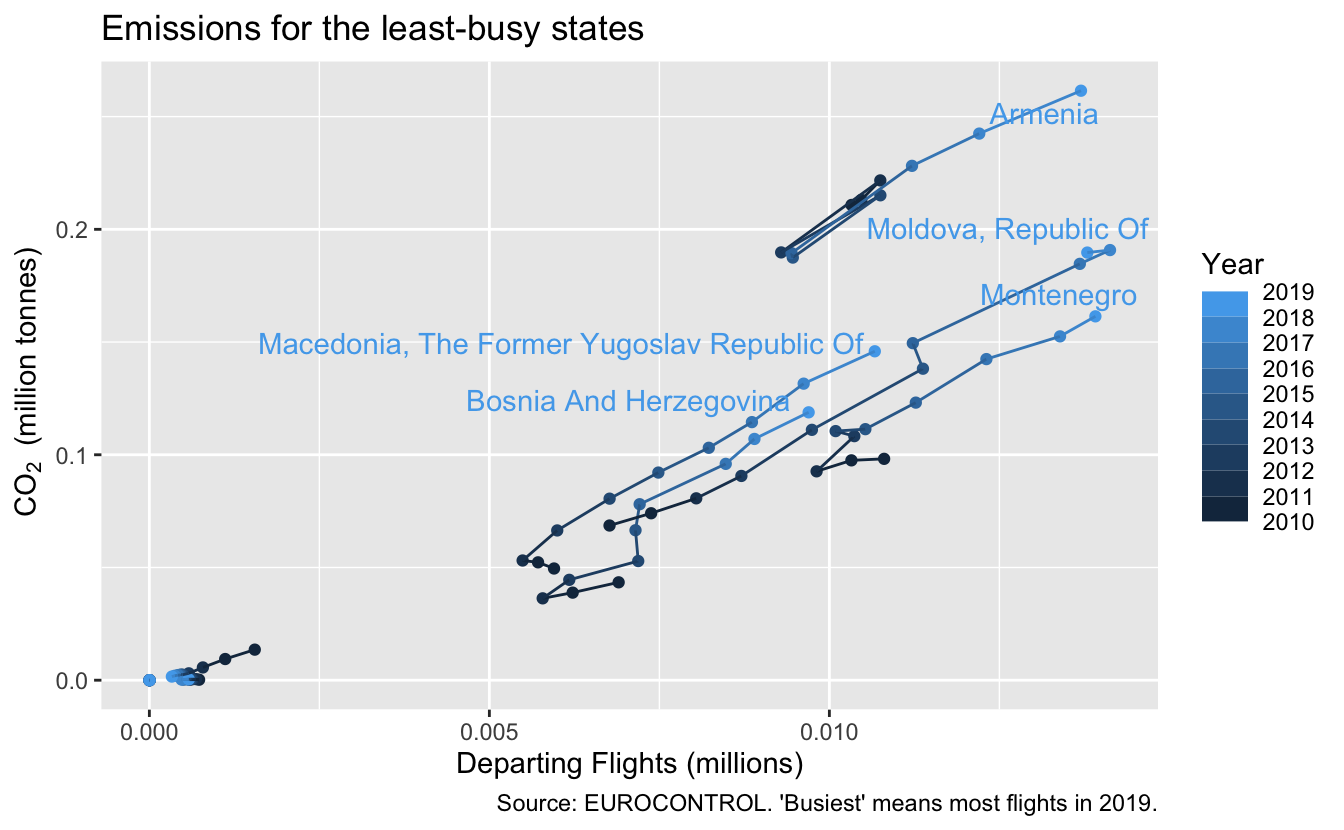 Emissions for the least-busy states
Armenia
0.2
Moldova, Republic Of
Montenegro
Macedonia, The Former Yugoslav Republic Of
Bosnia And Herzegovina
0.1
0.0
CO₂ (million tonnes)
0.000
0.005
0.010
Departing Flights (millions)
Year
2019
2018
2017
2016
2015
2014
2013
2012
2011
2010
Source: EUROCONTROL. 'Busiest' means most flights in 2019.